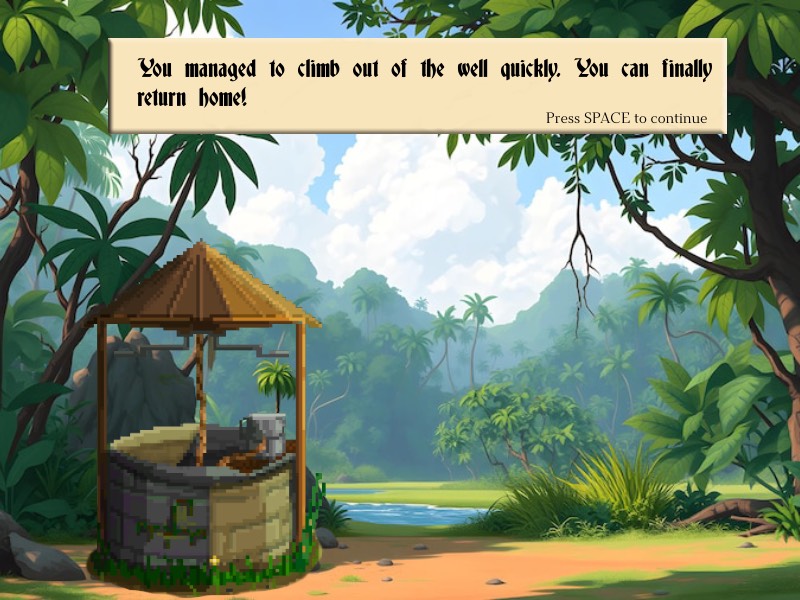 You managed to climb out of the well quickly. You can finally
return home!
Press SPACE to continue